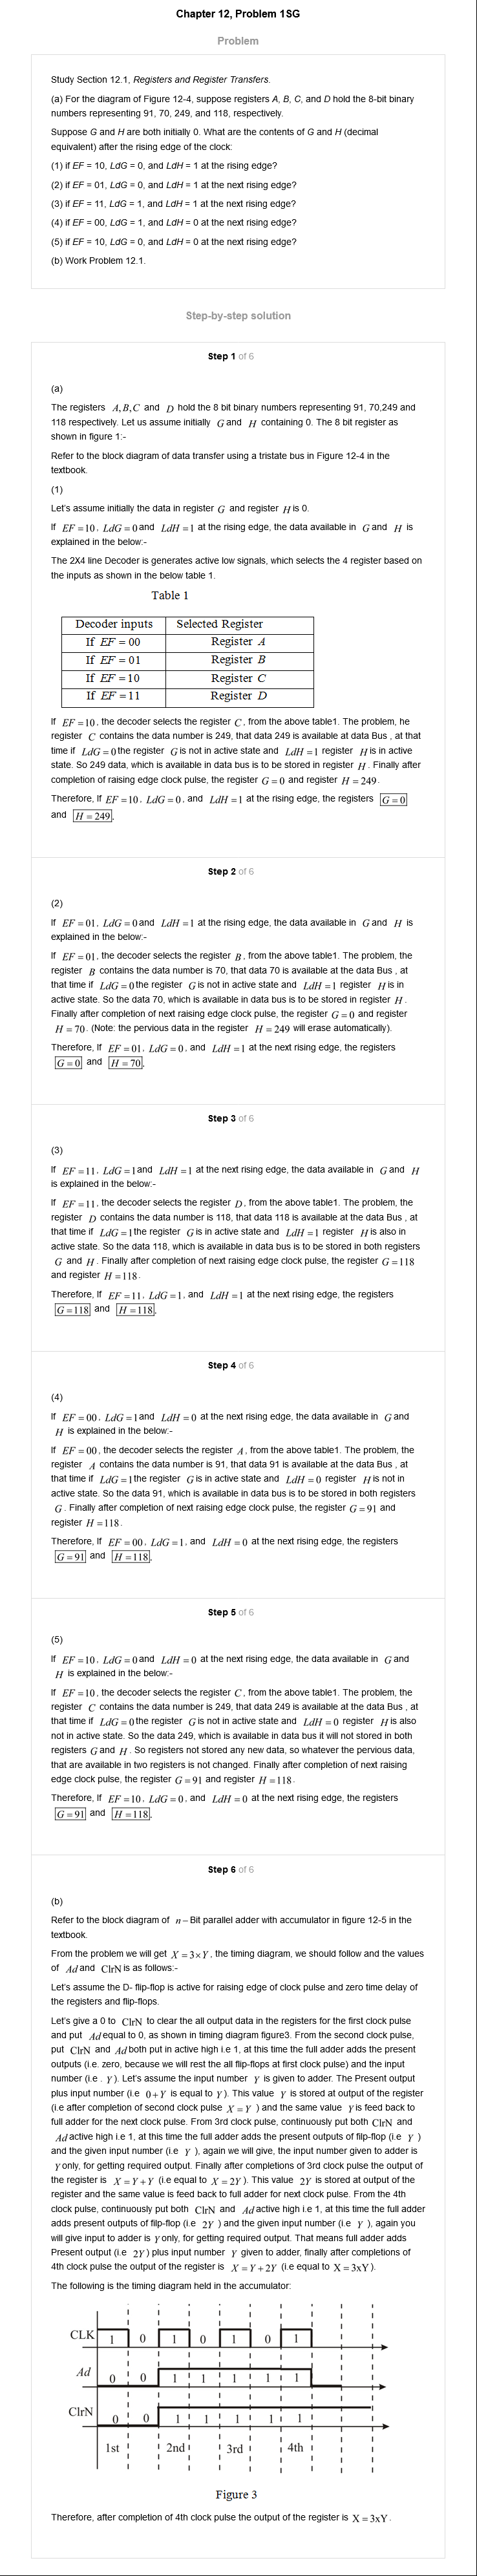 Chapter 12, Problem 1SG
Problem
Study Section 12.1, Registers and Register Transfers.
(a) For the diagram of Figure 12-4, suppose registers A, B, C, and D hold the 8-bit binary
numbers representing 91, 70, 249, and 118, respectively.
Suppose G and H are both initially 0. What are the contents of G and H (decimal
equivalent) after the rising edge of the clock:
(1) if EF = 10, LdG = 0, and LdH = 1 at the rising edge?
(2) if EF = 01, LdG = 0, and LdH = 1 at the next rising edge?
(3) if EF = 11, LdG = 1, and LdH = 1 at the next rising edge?
(4) if EF = 00, LdG = 1, and LdH = 0 at the next rising edge?
(5) if EF = 10, LdG = 0, and LdH = 0 at the next rising edge?
(b) Work Problem 12.1.
Step-by-step solution
Step 1 of 6
(a)
The registers A, B, C and D hold the 8 bit binary numbers representing 91, 70,249 and
118 respectively. Let us assume initially G and H containing 0. The 8 bit register as
shown in figure 1:-
Refer to the block diagram of data transfer using a tristate bus in Figure 12-4 in the
textbook.
(1)
Let's assume initially the data in register G and register H is 0.
If EF = 10, LdG = 0 and LdH = 1 at the rising edge, the data available in G and H is
explained in the below:-
The 2X4 line Decoder is generates active low signals, which selects the 4 register based on
the inputs as shown in the below table 1.
Table 1
Decoder inputs Selected Register
If EF = 00 Register A
If EF = 01 Register B
If EF = 10 Register C
If EF = 11 Register D
If EF = 10, the decoder selects the register C, from the above table1. The problem, he
register C contains the data number is 249, that data 249 is available at data Bus , at that
time if LdG = 0 the register G is not in active state and LdH = 1 register H is in active
state. So 249 data, which is available in data bus is to be stored in register H. Finally after
completion of raising edge clock pulse, the register G = 0 and register H = 249.
Therefore, If EF = 10, LdG = 0, and LdH = 1 at the rising edge, the registers G = 0
and H = 249.
Step 2 of 6
(2)
If EF = 01, LdG = 0 and LdH = 1 at the rising edge, the data available in G and H is
explained in the below:-
If EF = 01, the decoder selects the register B, from the above table1. The problem, the
register B contains the data number is 70, that data 70 is available at the data Bus , at
that time if LdG = 0 the register G is not in active state and LdH = 1 register H is in
active state. So the data 70, which is available in data bus is to be stored in register H.
Finally after completion of next raising edge clock pulse, the register G = 0 and register
H = 70. (Note: the pervious data in the register H = 249 will erase automatically).
Therefore, If EF = 01, LdG = 0, and LdH = 1 at the next rising edge, the registers
G = 0 and H = 70.
Step 3 of 6
(3)
If EF = 11, LdG = 1 and LdH = 1 at the next rising edge, the data available in G and H
is explained in the below:-
If EF = 11, the decoder selects the register D, from the above table1. The problem, the
register D contains the data number is 118, that data 118 is available at the data Bus , at
that time if LdG = 1 the register G is in active state and LdH = 1 register H is also in
active state. So the data 118, which is available in data bus is to be stored in both registers
G and H. Finally after completion of next raising edge clock pulse, the register G = 118
and register H = 118.
Therefore, If EF = 11, LdG = 1, and LdH = 1 at the next rising edge, the registers
G = 118 and H = 118.
Step 4 of 6
(4)
If EF = 00, LdG = 1 and LdH = 0 at the next rising edge, the data available in G and
H is explained in the below:-
If EF = 00, the decoder selects the register A, from the above table1. The problem, the
register A contains the data number is 91, that data 91 is available at the data Bus , at
that time if LdG = 1 the register G is in active state and LdH = 0 register H is not in
active state. So the data 91, which is available in data bus is to be stored in both registers
G. Finally after completion of next raising edge clock pulse, the register G = 91 and
register H = 118.
Therefore, If EF = 00, LdG = 1, and LdH = 0 at the next rising edge, the registers
G = 91 and H = 118.
Step 5 of 6
(5)
If EF = 10, LdG = 0 and LdH = 0 at the next rising edge, the data available in G and
H is explained in the below:-
If EF = 10, the decoder selects the register C, from the above table1. The problem, the
register C contains the data number is 249, that data 249 is available at the data Bus , at
that time if LdG = 0 the register G is not in active state and LdH = 0 register H is also
not in active state. So the data 249, which is available in data bus it will not stored in both
registers G and H. So registers not stored any new data, so whatever the pervious data,
that are available in two registers is not changed. Finally after completion of next raising
edge clock pulse, the register G = 91 and register H = 118.
Therefore, If EF = 10, LdG = 0, and LdH = 0 at the next rising edge, the registers
G = 91 and H = 118.
Step 6 of 6
(b)
Refer to the block diagram of n – Bit parallel adder with accumulator in figure 12-5 in the
textbook.
From the problem we will get X = 3 × Y, the timing diagram, we should follow and the values
of Ad and ClrN is as follows:-
Let's assume the D- flip-flop is active for raising edge of clock pulse and zero time delay of
the registers and flip-flops.
Let's give a 0 to ClrN to clear the all output data in the registers for the first clock pulse
and put Ad equal to 0, as shown in timing diagram figure3. From the second clock pulse,
put ClrN and Ad both put in active high i.e 1, at this time the full adder adds the present
outputs (i.e. zero, because we will rest the all flip-flops at first clock pulse) and the input
number (i.e . Y). Let's assume the input number Y is given to adder. The Present output
plus input number (i.e 0 + Y is equal to Y). This value Y is stored at output of the register
(i.e after completion of second clock pulse X = Y ) and the same value Y is feed back to
full adder for the next clock pulse. From 3rd clock pulse, continuously put both ClrN and
Ad active high i.e 1, at this time the full adder adds the present outputs of filp-flop (i.e Y )
and the given input number (i.e Y ), again we will give, the input number given to adder is
Y only, for getting required output. Finally after completions of 3rd clock pulse the output of
the register is X = Y + Y (i.e equal to X = 2Y ). This value 2Y is stored at output of the
register and the same value is feed back to full adder for next clock pulse. From the 4th
clock pulse, continuously put both ClrN and Ad active high i.e 1, at this time the full adder
adds present outputs of filp-flop (i.e 2Y ) and the given input number (i.e Y ), again you
will give input to adder is Y only, for getting required output. That means full adder adds
Present output (i.e 2Y ) plus input number Y given to adder, finally after completions of
4th clock pulse the output of the register is X = Y + 2Y (i.e equal to X = 3xY ).
The following is the timing diagram held in the accumulator:
CLK 1 0 1 0 1 0 1
Ad 0 0 1 1 1 1 1
ClrN 0 0 1 1 1 1 1
1st 2nd 3rd 4th
Figure 3
Therefore, after completion of 4th clock pulse the output of the register is X = 3xY.